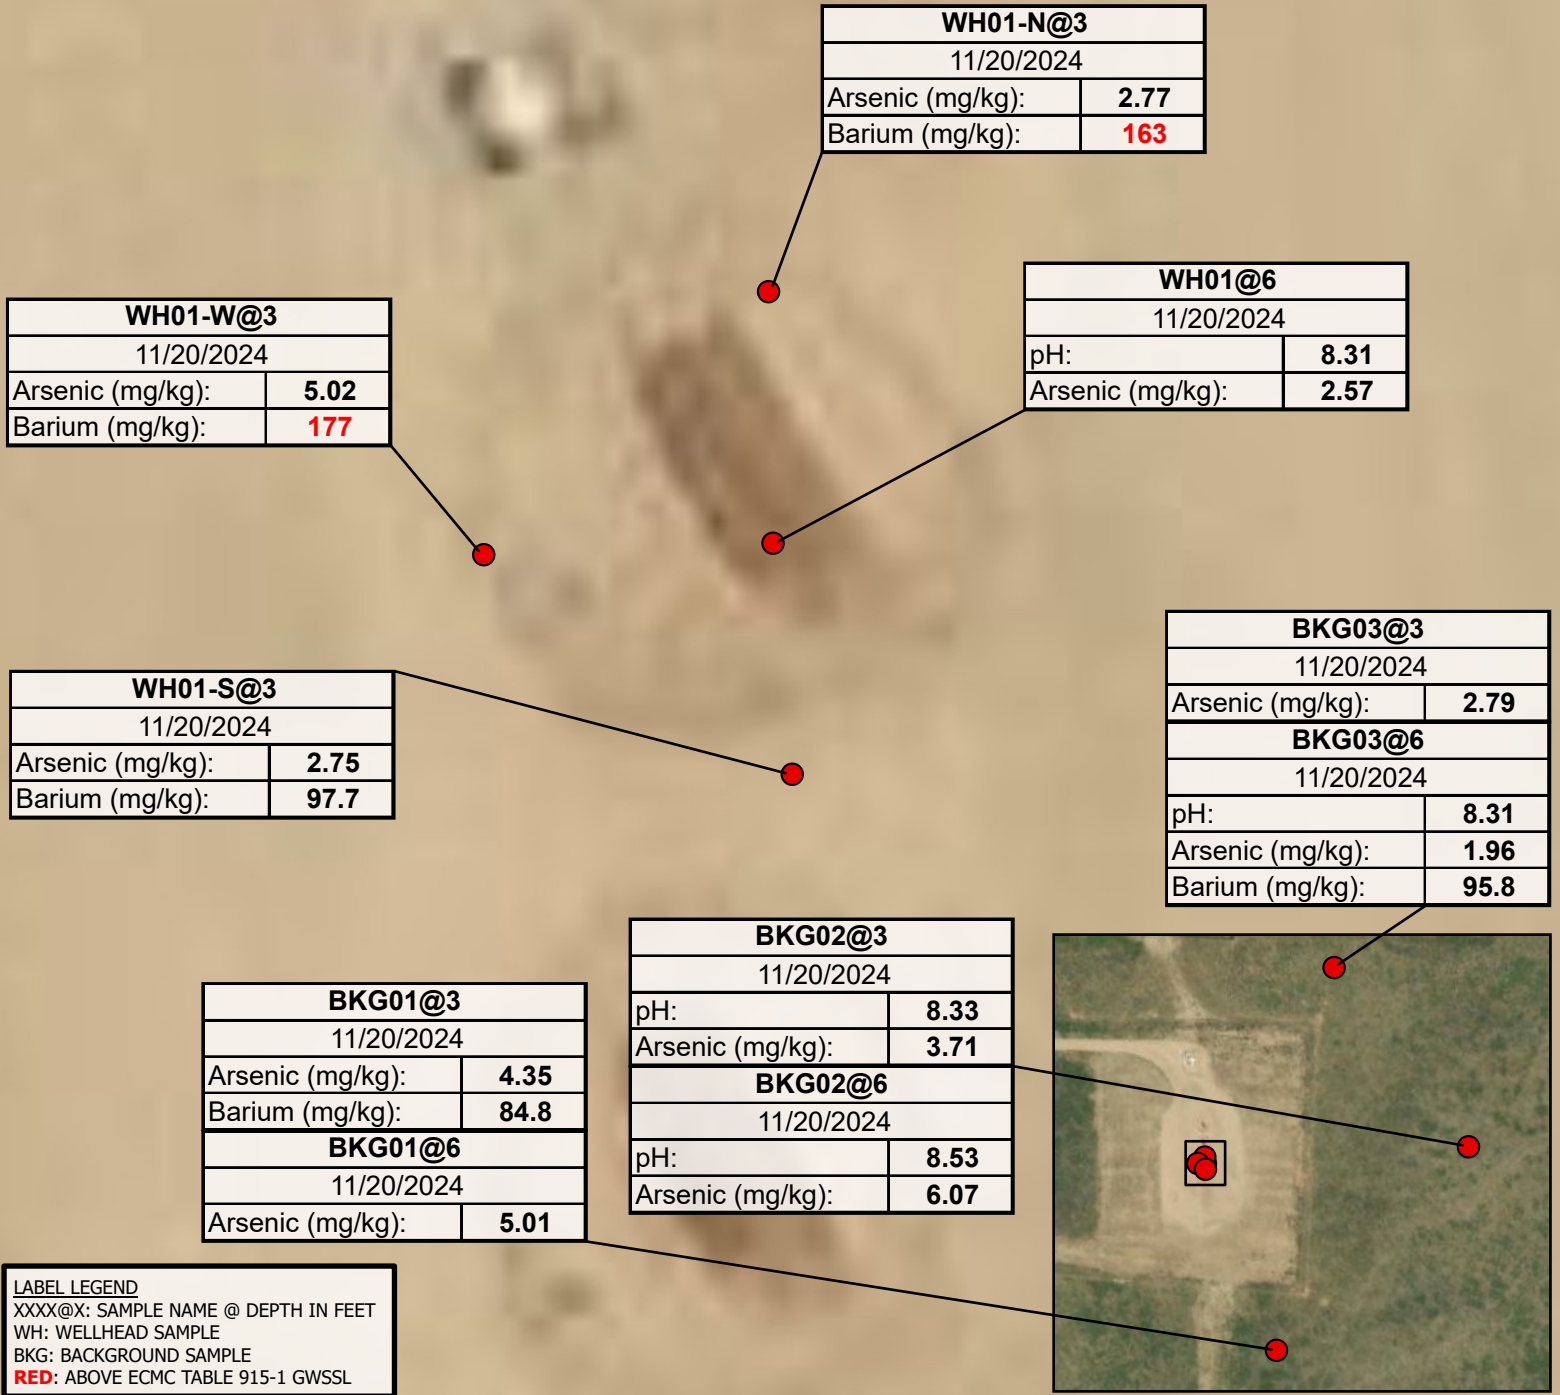 WH01-N@3
11/20/2024
Arsenic (mg/kg): 2.77
Barium (mg/kg): 163
WH01@6
11/20/2024
pH: 8.31
Arsenic (mg/kg): 2.57
WH01-W@3
11/20/2024
Arsenic (mg/kg): 5.02
Barium (mg/kg): 177
WH01-S@3
11/20/2024
Arsenic (mg/kg): 2.75
Barium (mg/kg): 97.7
BKG03@3
11/20/2024
Arsenic (mg/kg): 2.79
BKG03@6
11/20/2024
pH: 8.31
Arsenic (mg/kg): 1.96
Barium (mg/kg): 95.8
BKG02@3
11/20/2024
pH: 8.33
Arsenic (mg/kg): 3.71
BKG02@6
11/20/2024
pH: 8.53
Arsenic (mg/kg): 6.07
BKG01@3
11/20/2024
Arsenic (mg/kg): 4.35
Barium (mg/kg): 84.8
BKG01@6
11/20/2024
Arsenic (mg/kg): 5.01
LABEL LEGEND
XXXX@X: SAMPLE NAME @ DEPTH IN FEET
WH: WELLHEAD SAMPLE
BKG: BACKGROUND SAMPLE
RED: ABOVE ECMC TABLE 915-1 GWSSL